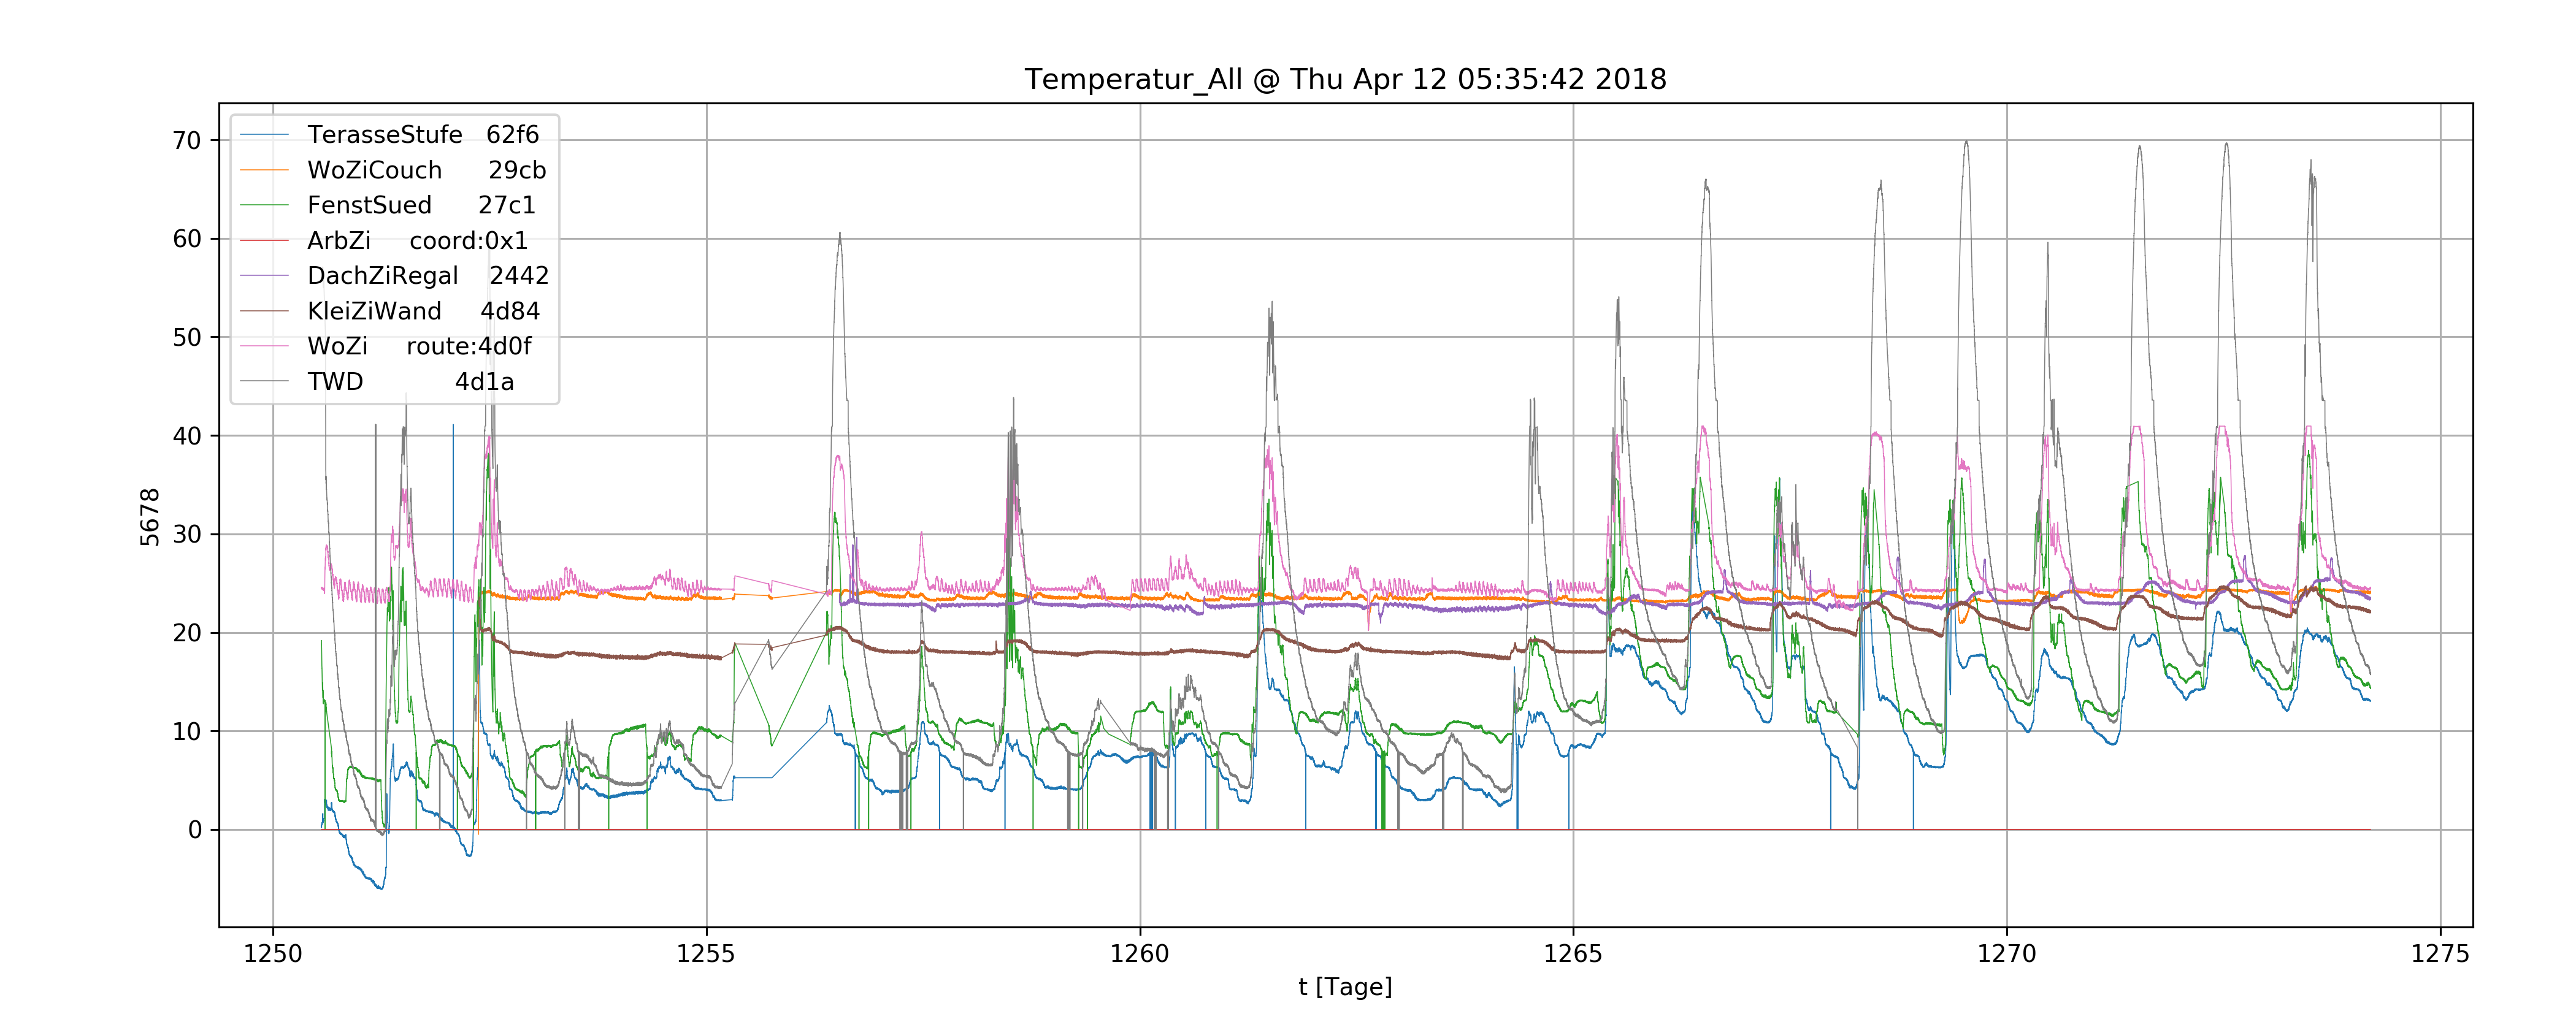 Temperatur_All @ Thu Apr 12 05:35:42 2018
70
60
50
40
30
20
10
0
5678
TerasseStufe 62f6
WoZiCouch 29cb
FenstSued 27c1
ArbZi coord:0x1
DachZiRegal 2442
KleiZiWand 4d84
WoZi route:4d0f
TWD 4d1a
1250 1255 1260 1265 1270 1275
t [Tage]